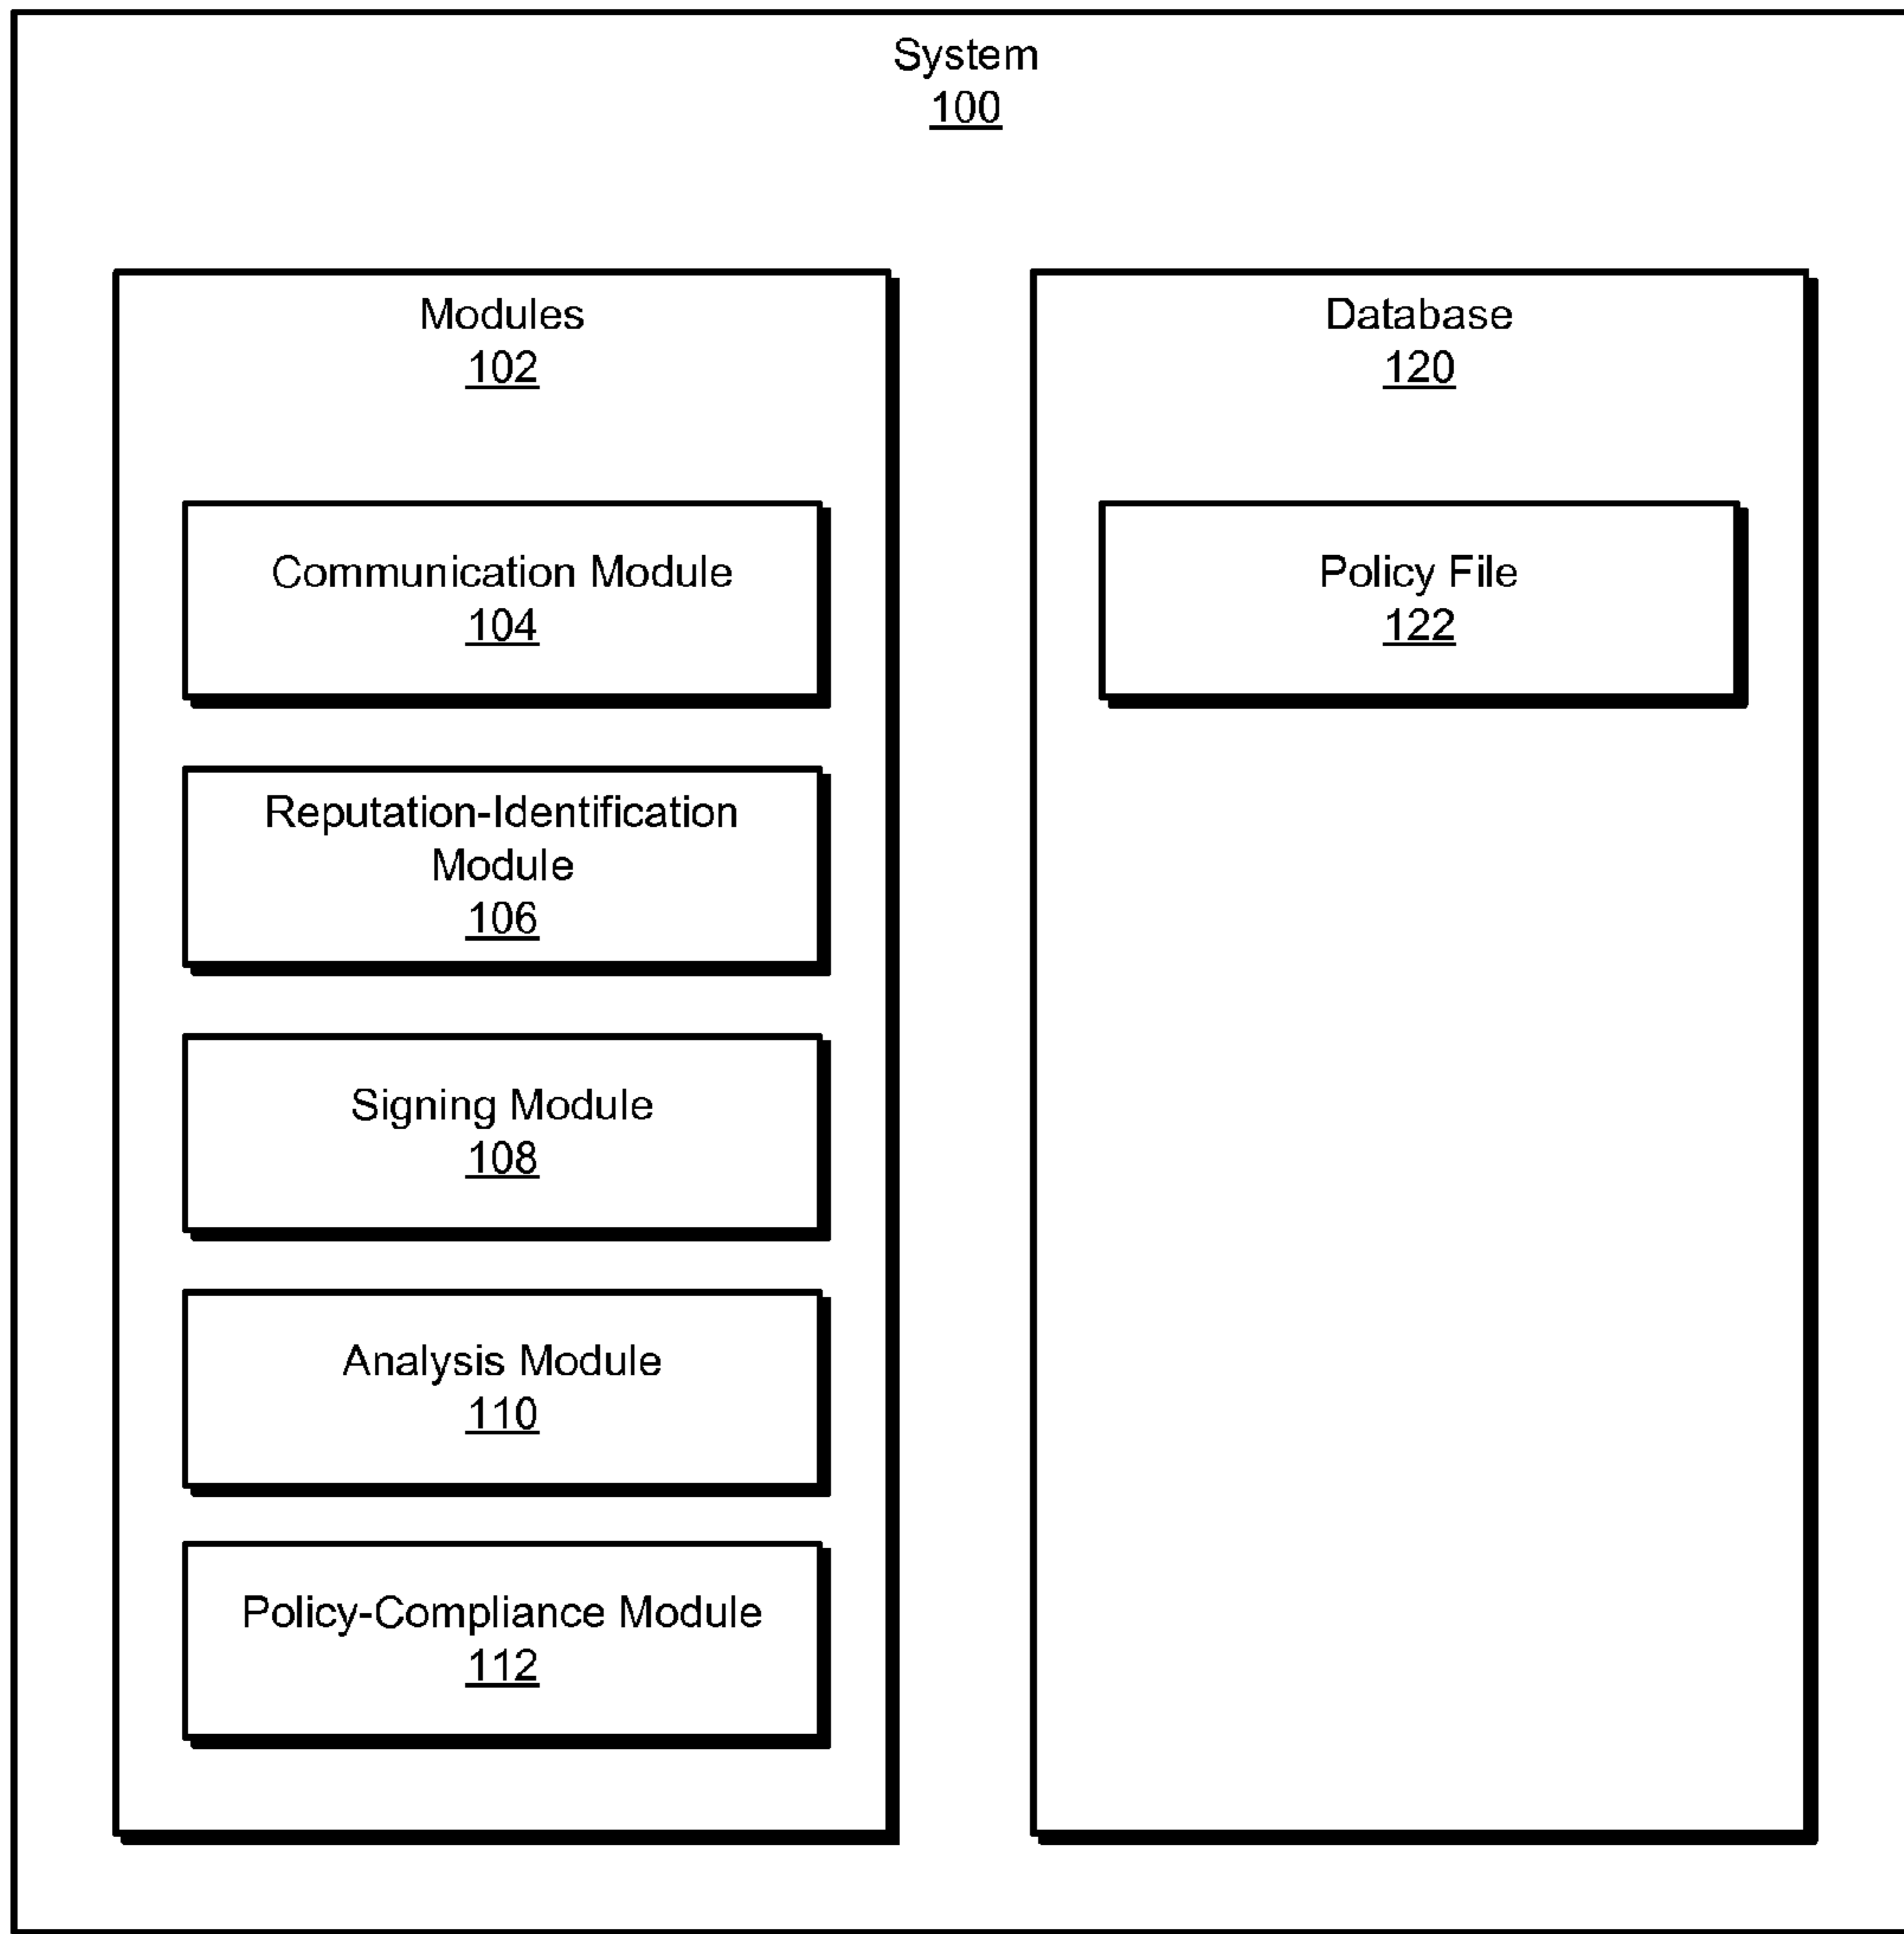 System
100
Modules
102
Communication Module
104
Reputation-Identification
Module
106
Signing Module
108
Analysis Module
110
Policy-Compliance Module
112
Database
120
Policy File
122